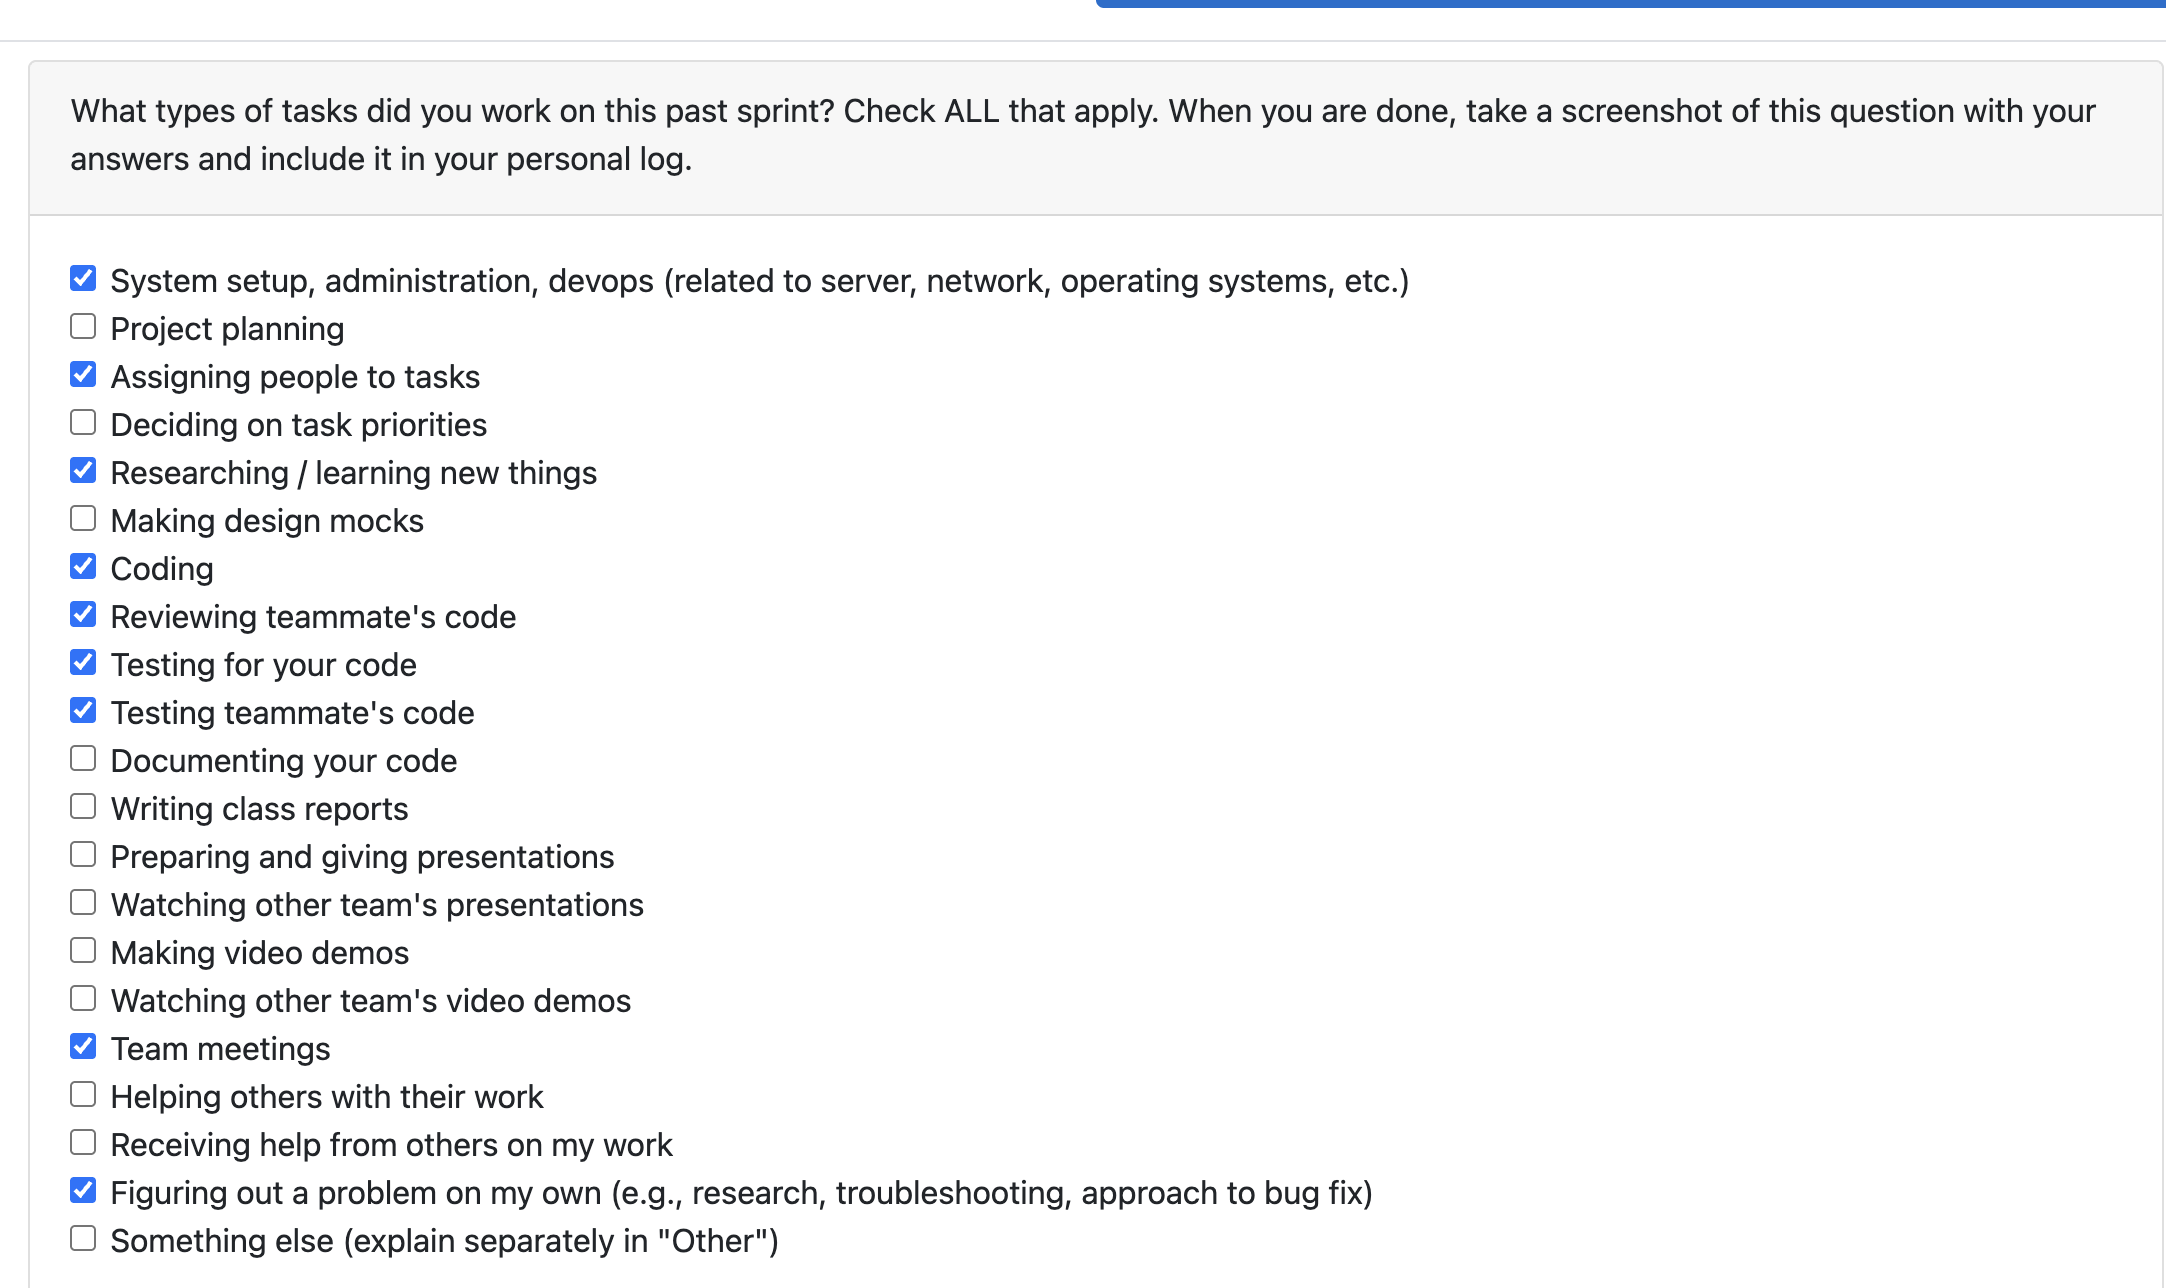 What types of tasks did you work on this past sprint? Check ALL that apply. When you are done, take a screenshot of this question with your
answers and include it in your personal log.
System setup, administration, devops (related to server, network, operating systems, etc.)
Project planning
Assigning people to tasks
Deciding on task priorities
Researching / learning new things
Making design mocks
Coding
Reviewing teammate's code
Testing for your code
Testing teammate's code
Documenting your code
Writing class reports
Preparing and giving presentations
Watching other team's presentations
Making video demos
Watching other team's video demos
Team meetings
Helping others with their work
Receiving help from others on my work
Figuring out a problem on my own (e.g., research, troubleshooting, approach to bug fix)
Something else (explain separately in "Other")